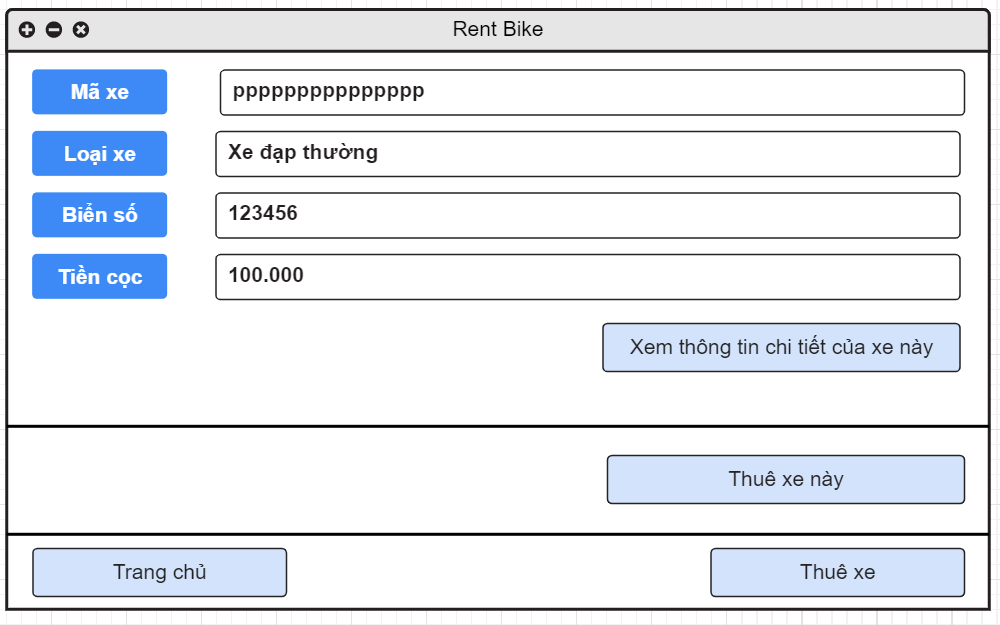 Rent Bike
Mã xe
ppppppppppppppp
Loại xe
Xe đạp thường
Biển số
123456
Tiền cọc
100.000
Xem thông tin chi tiết của xe này
Thuê xe này
Trang chủ
Thuê xe